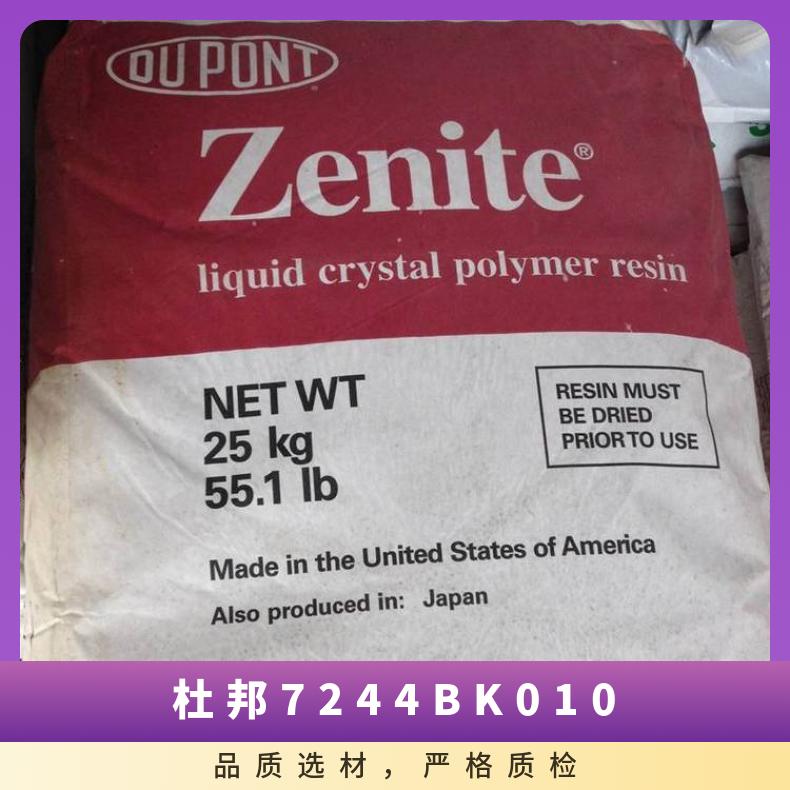 DU PONT
Zenite®
liquid crystal polymer resin
NET WT
25 kg
55.1 lb
RESIN MUST
BE DRIED
PRIOR TO USE
Made in the United States of America
Also produced in: Japan
杜邦7244BK010
品质选材，严格质检